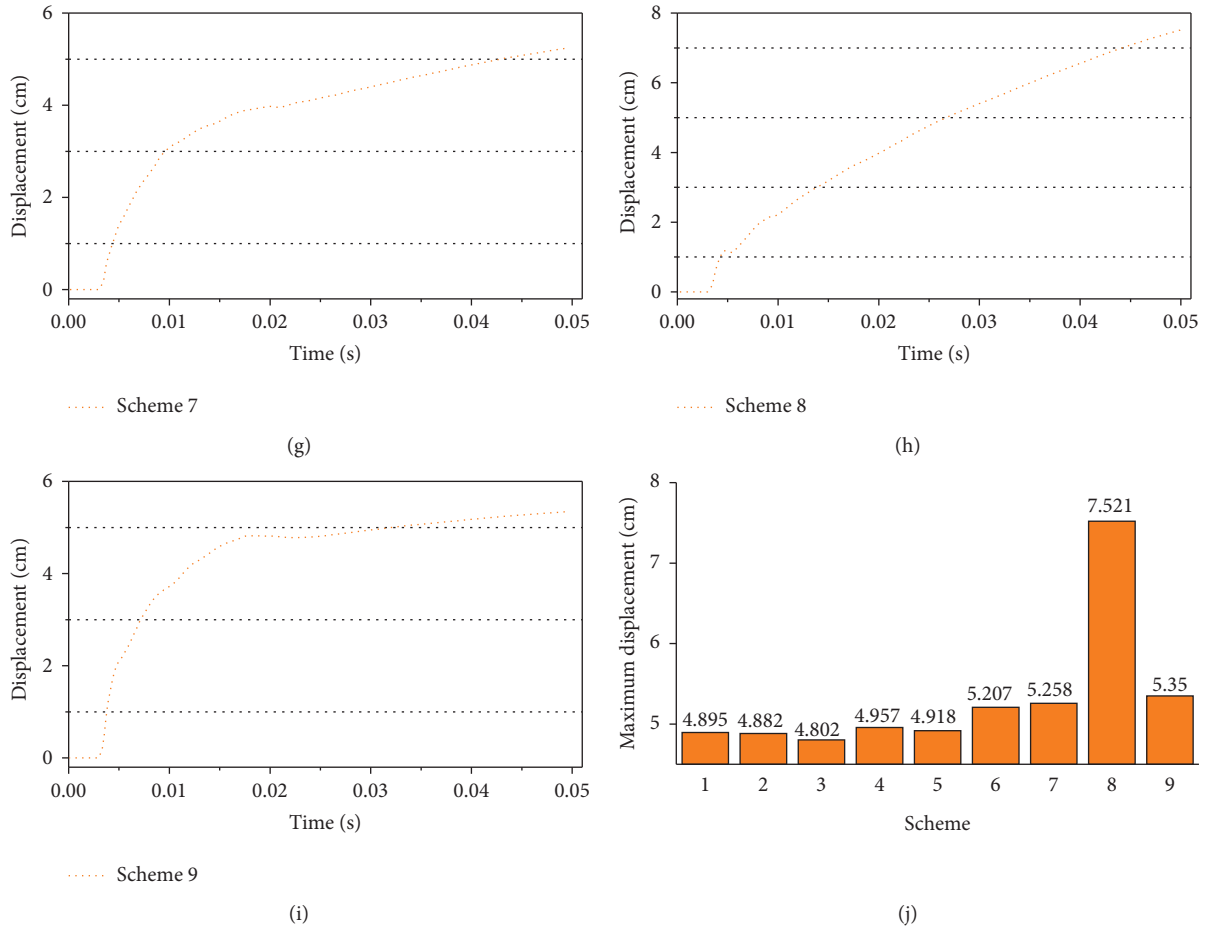 6
4
2
0
Displacement (cm)
0.00 0.01 0.02 0.03 0.04 0.05
Time (s)
Scheme 7
(g)
8
6
4
2
0
Displacement (cm)
0.00 0.01 0.02 0.03 0.04 0.05
Time (s)
Scheme 8
(h)
6
4
2
0
Displacement (cm)
0.00 0.01 0.02 0.03 0.04 0.05
Time (s)
Scheme 9
(i)
8
7
6
5
Maximum displacement (cm)
4.895 4.882 4.802 4.957 4.918 5.207 5.258 7.521 5.35
1 2 3 4 5 6 7 8 9
Scheme
(j)